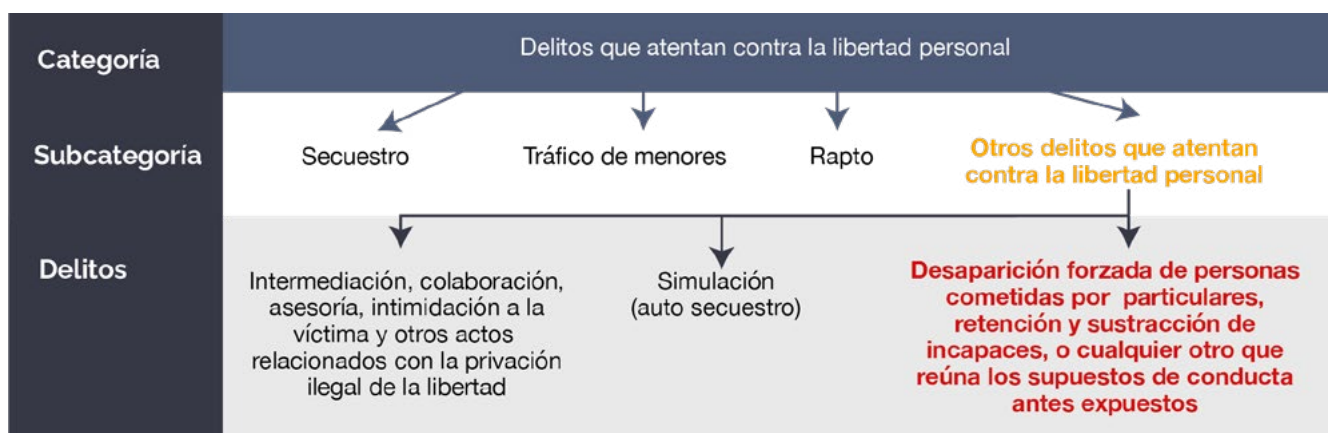 Categoría
Delitos que atentan contra la libertad personal
Subcategoría
Secuestro
Tráfico de menores
Rapto
Otros delitos que atentan
contra la libertad personal
Delitos
Intermediación, colaboración,
asesoría, intimidación a la
víctima y otros actos
relacionados con la privación
ilegal de la libertad
Simulación
(auto secuestro)
Desaparición forzada de personas
cometidas por particulares,
retención y sustracción de
incapaces, o cualquier otro que
reúna los supuestos de conducta
antes expuestos